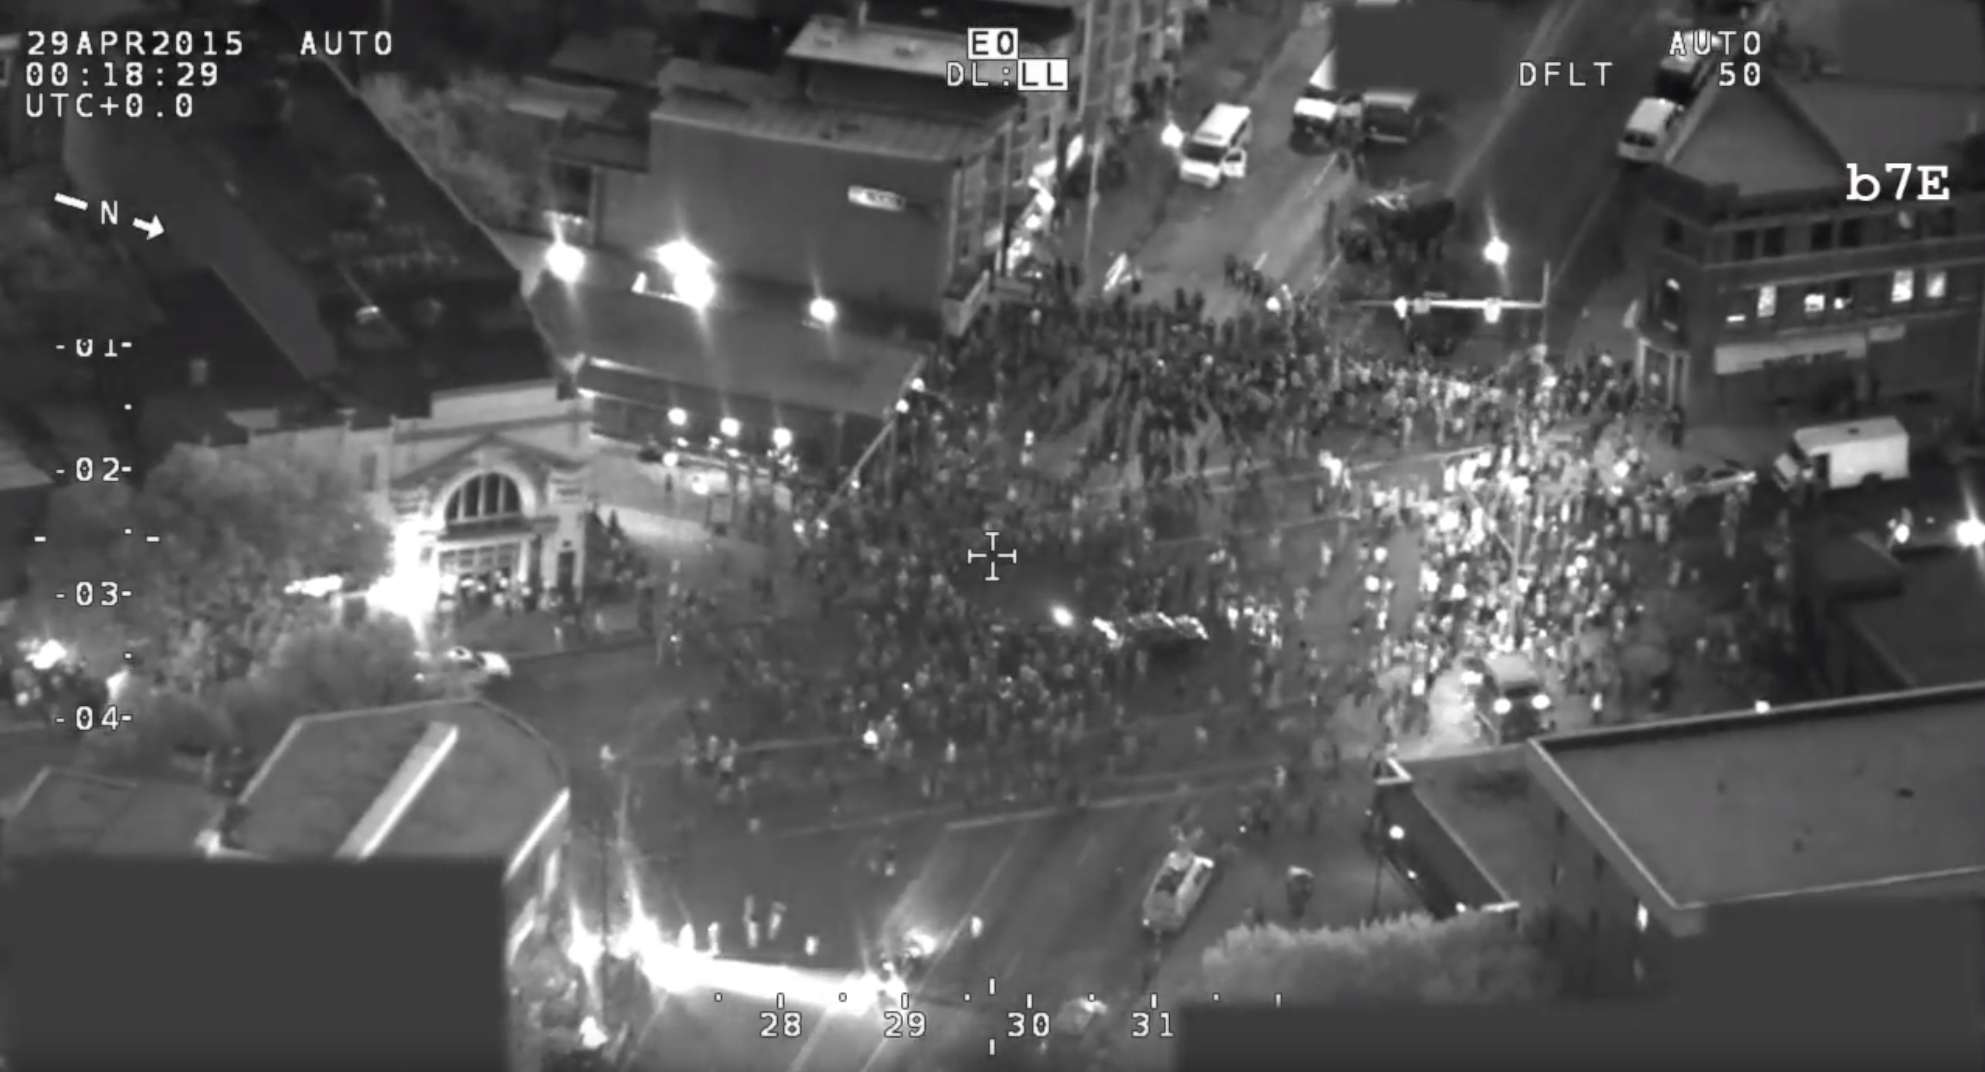 29APR2015 AUTO
00:18:29
UTC+0.0
EO
DL:LL
AUTO
DFLT 50
b7E
N
-01-
-02-
-03-
-04-
28 29 30 31